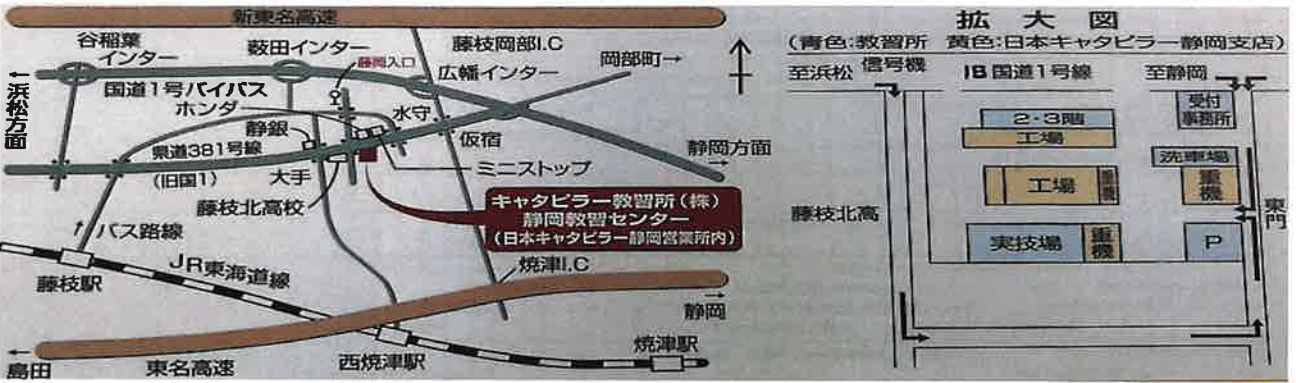 新東名高速
谷稲葉
インター
薮田インター
藤岡入口
藤枝岡部I.C
広幡インター
岡部町→
←浜松方面
国道1号バイパス
ホンダ
水守
静銀
仮宿
県道381号線
(旧国1)
大手
ミニストップ
静岡方面
→
藤枝北高校
キャタピラー教習所(株)
静岡教習センター
(日本キャタピラー静岡営業所内)
↑バス路線
藤枝駅
JR東海道線
焼津I.C
→
静岡
←
島田
東名高速
西焼津駅
焼津駅
拡大図
(青色:教習所 黄色:日本キャタピラー静岡支店)
至浜松
信号機
旧国道1号線
至静岡
受付
事務所
2・3階
工場
洗車場
工場
重機
重機
藤枝北高
東門
実技場
重機
P